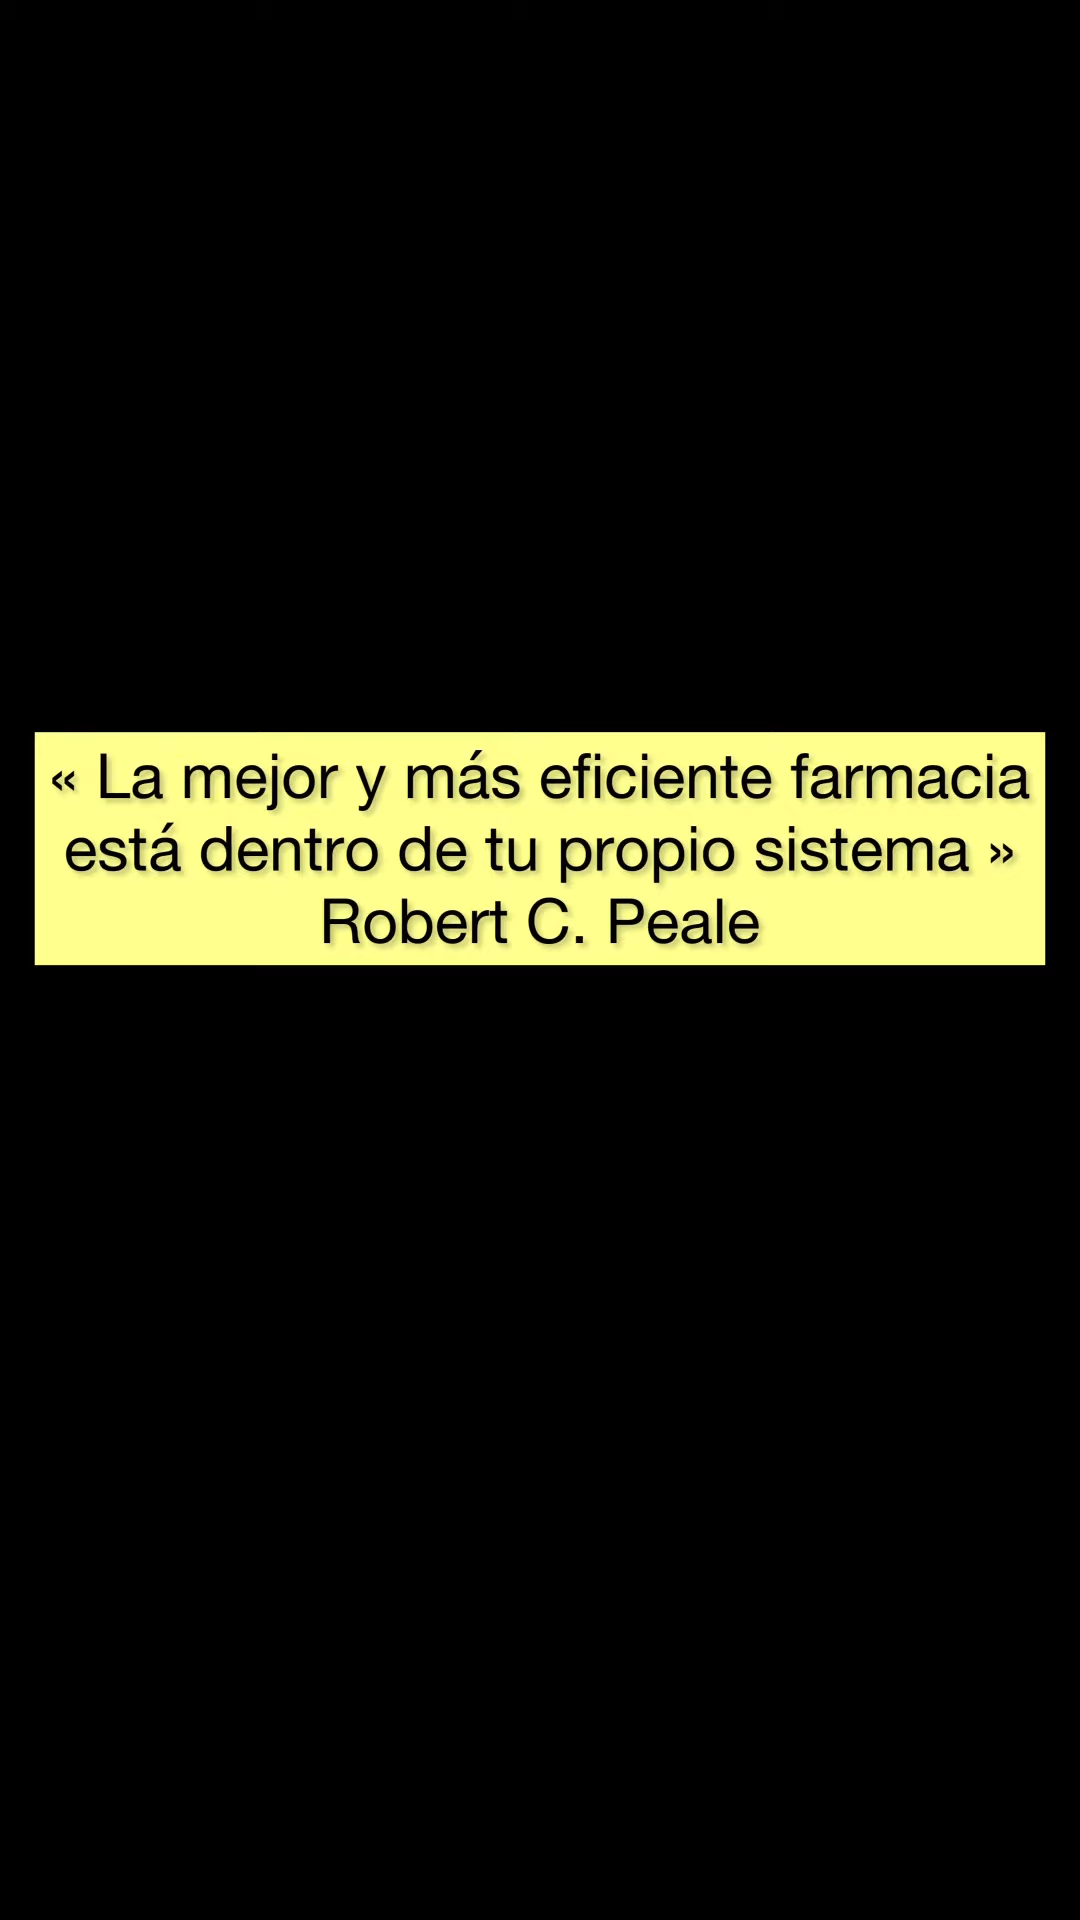 « La mejor y más eficiente farmacia
está dentro de tu propio sistema »
Robert C. Peale